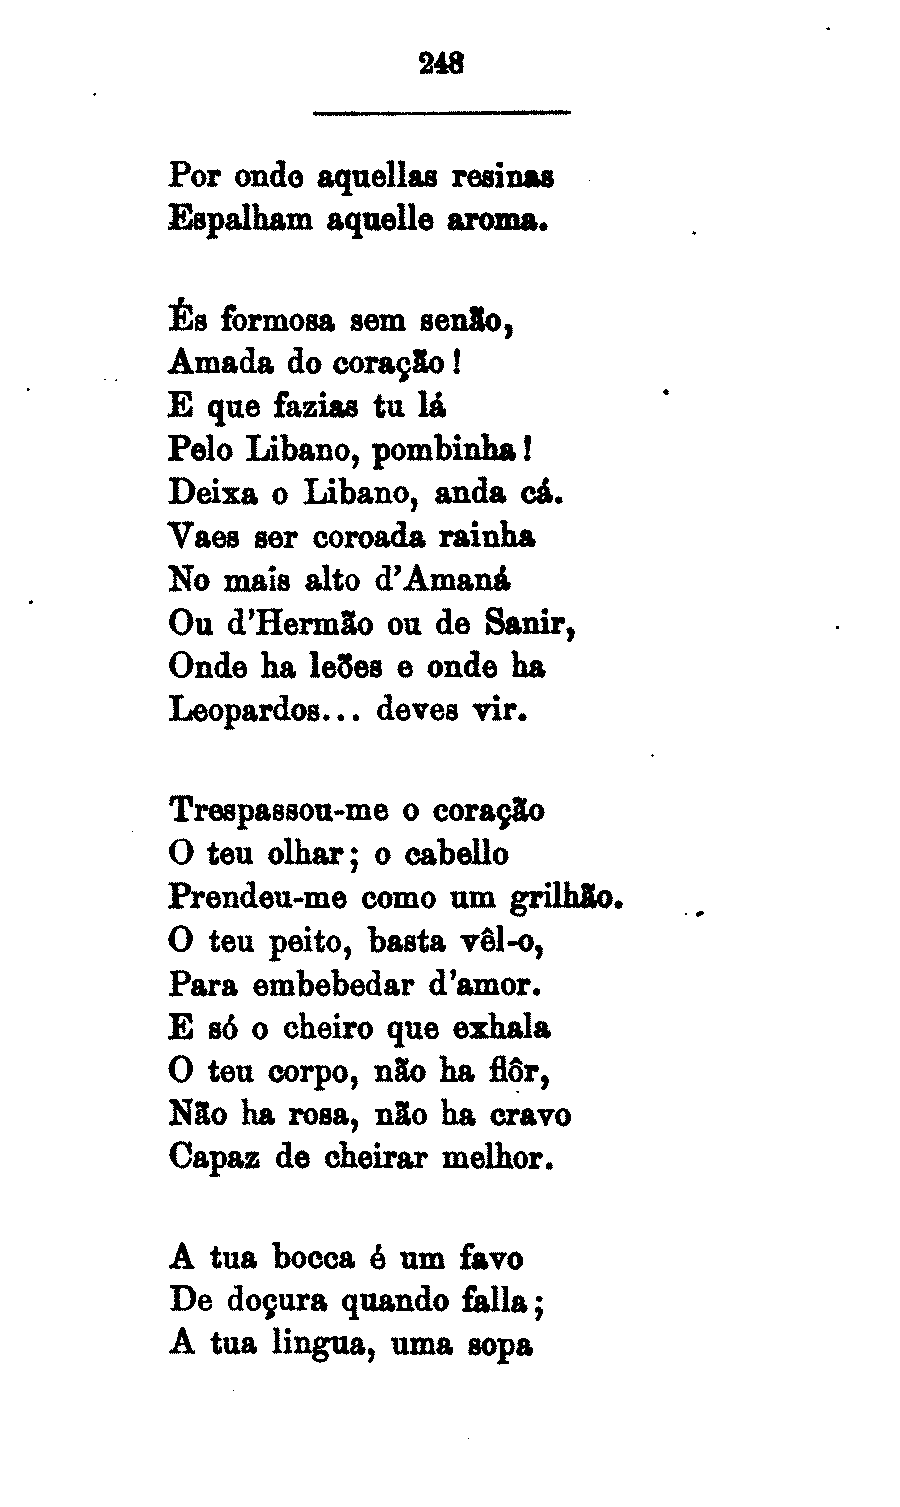 248
Por onde aquellas resinas
Espalham aquelle aroma.
És formosa sem senão,
Amada do coração!
E que fazias tu lá
Pelo Libano, pombinha!
Deixa o Libano, anda cá.
Vaes ser coroada rainha
No mais alto d'Amaná
Ou d'Hermão ou de Sanir,
Onde ha leões e onde ha
Leopardos... deves vir.
Trespassou-me o coração
O teu olhar; o cabello
Prendeu-me como um grilhão.
O teu peito, basta vêl-o,
Para embebedar d'amor.
E só o cheiro que exhala
O teu corpo, não ha flôr,
Não ha rosa, não ha cravo
Capaz de cheirar melhor.
A tua bocca é um favo
De doçura quando falla;
A tua lingua, uma sopa